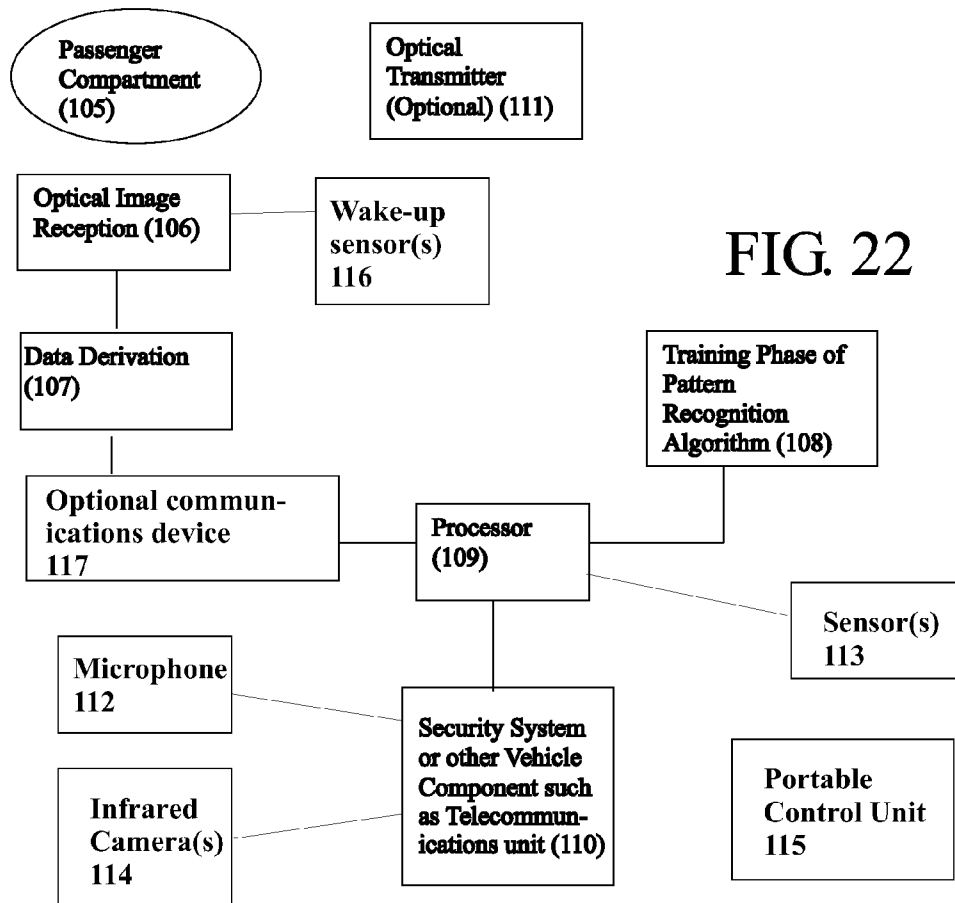 Passenger
Compartment
(105)
Optical
Transmitter
(Optional) (111)
Optical Image
Reception (106)
Wake-up
sensor(s)
116
FIG. 22
Data Derivation
(107)
Training Phase of
Pattern
Recognition
Algorithm (108)
Optional commun-
ications device
117
Processor
(109)
Sensor(s)
113
Microphone
112
Security System
or other Vehicle
Component such
as Telecommun-
ications unit (110)
Infrared
Camera(s)
114
Portable
Control Unit
115